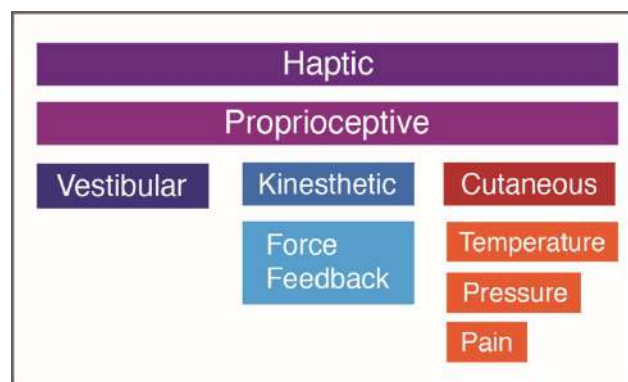 Haptic
Proprioceptive
Vestibular
Kinesthetic
Cutaneous
Force
Feedback
Temperature
Pressure
Pain